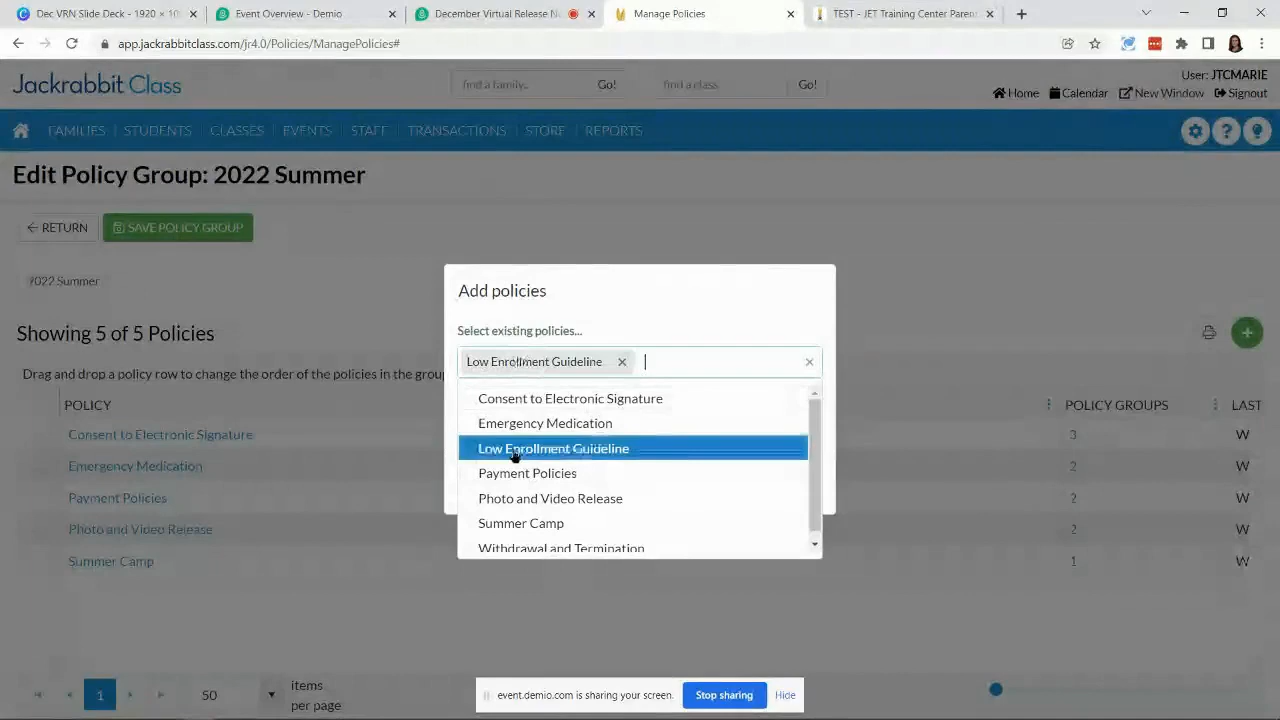 Dec VRN Slide Deck - 1920 × 10
Event Overview - Demio
December Virtual Release N
Manage Policies
TEST - JET Training Center Paren
app.jackrabbitclass.com/jr4.0/Policies/ManagePolicies#
Jackrabbit Class
find a family.. Go!
find a class Go!
User: JTCMARIE
Home Calendar New Window Signout
FAMILIES STUDENTS CLASSES EVENTS STAFF TRANSACTIONS STORE REPORTS
Edit Policy Group: 2022 Summer
RETURN SAVE POLICY GROUP
2022 Summer
Showing 5 of 5 Policies
Drag and drop a policy row to change the order of the policies in the grou
POLICY POLICY GROUPS LAST
Consent to Electronic Signature 3 W
Emergency Medication 2 W
Payment Policies 2 W
Photo and Video Release 2 W
Summer Camp 1 W
Add policies
Select existing policies...
Low Enrollment Guideline
Consent to Electronic Signature
Emergency Medication
Low Enrollment Guideline
Payment Policies
Photo and Video Release
Summer Camp
Withdrawal and Termination
1 50 items
per page
event.demio.com is sharing your screen. Stop sharing Hide